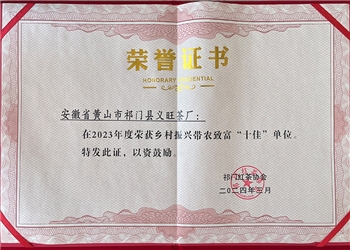 荣誉证书
HONORARY CREDENTIAL
安徽省黄山市祁门县义旺茶厂：
在2023年度荣获乡村振兴带农致富“十佳”单位。
特发此证，以资鼓励。
祁门红茶协会
二〇二四年三月